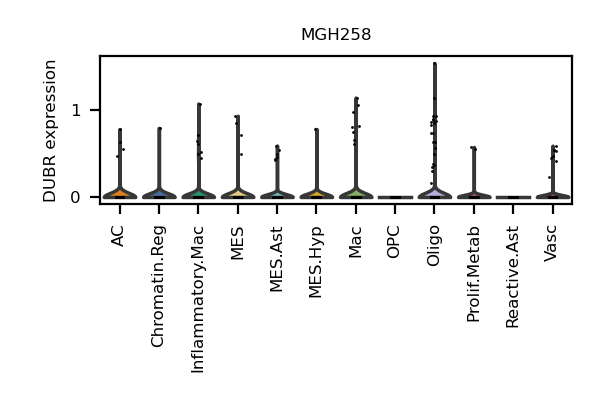 MGH258
DUBR expression
1
0
AC
Chromatin.Reg
Inflammatory.Mac
MES
MES.Ast
MES.Hyp
Mac
OPC
Oligo
Prolif.Metab
Reactive.Ast
Vasc